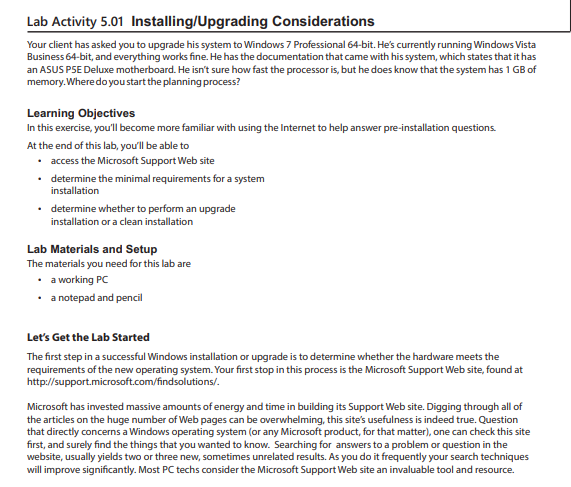 Lab Activity 5.01 Installing/Upgrading Considerations
Your client has asked you to upgrade his system to Windows 7 Professional 64-bit. He's currently running Windows Vista
Business 64-bit, and everything works fine. He has the documentation that came with his system, which states that it has
an ASUS P5E Deluxe motherboard. He isn't sure how fast the processor is, but he does know that the system has 1 GB of
memory. Where do you start the planning process?
Learning Objectives
In this exercise, you'll become more familiar with using the Internet to help answer pre-installation questions.
At the end of this lab, you'll be able to
• access the Microsoft Support Web site
• determine the minimal requirements for a system
installation
• determine whether to perform an upgrade
installation or a clean installation
Lab Materials and Setup
The materials you need for this lab are
• a working PC
• a notepad and pencil
Let's Get the Lab Started
The first step in a successful Windows installation or upgrade is to determine whether the hardware meets the
requirements of the new operating system. Your first stop in this process is the Microsoft Support Web site, found at
http://support.microsoft.com/findsolutions/.
Microsoft has invested massive amounts of energy and time in building its Support Web site. Digging through all of
the articles on the huge number of Web pages can be overwhelming, this site's usefulness is indeed true. Question
that directly concerns a Windows operating system (or any Microsoft product, for that matter), one can check this site
first, and surely find the things that you wanted to know. Searching for answers to a problem or question in the
website, usually yields two or three new, sometimes unrelated results. As you do it frequently your search techniques
will improve significantly. Most PC techs consider the Microsoft Support Web site an invaluable tool and resource.